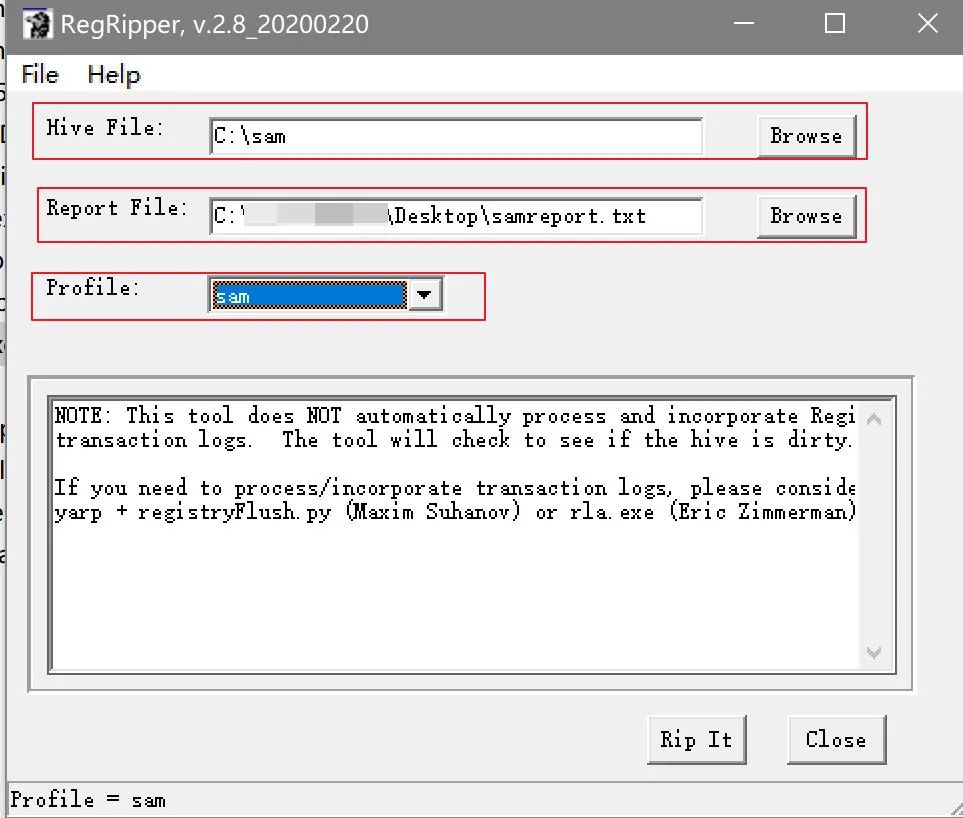 RegRipper, v.2.8_20200220
File Help
Hive File: C:\sam Browse
Report File: C:\ \Desktop\samreport.txt Browse
Profile: sam
NOTE: This tool does NOT automatically process and incorporate Regi
transaction logs.  The tool will check to see if the hive is dirty.
If you need to process/incorporate transaction logs, please conside
yarp + registryFlush.py (Maxim Suhanov) or rla.exe (Eric Zimmerman)
Rip It Close
Profile = sam